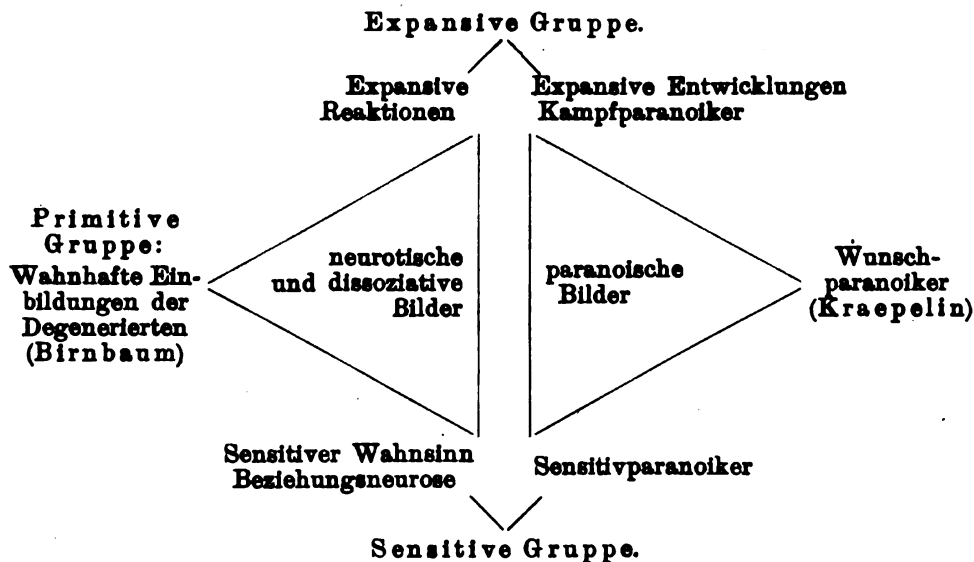 Expansive Gruppe.
Expansive
Reaktionen
Expansive Entwicklungen
Kampfparanoiker
Primitive
Gruppe:
Wahnhafte Ein-
bildungen der
Degenerierten
(Birnbaum)
neurotische
und dissoziative
Bilder
paranoische
Bilder
Wunsch-
paranoiker
(Kraepelin)
Sensitiver Wahnsinn
Beziehungsneurose
Sensitivparanoiker
Sensitive Gruppe.